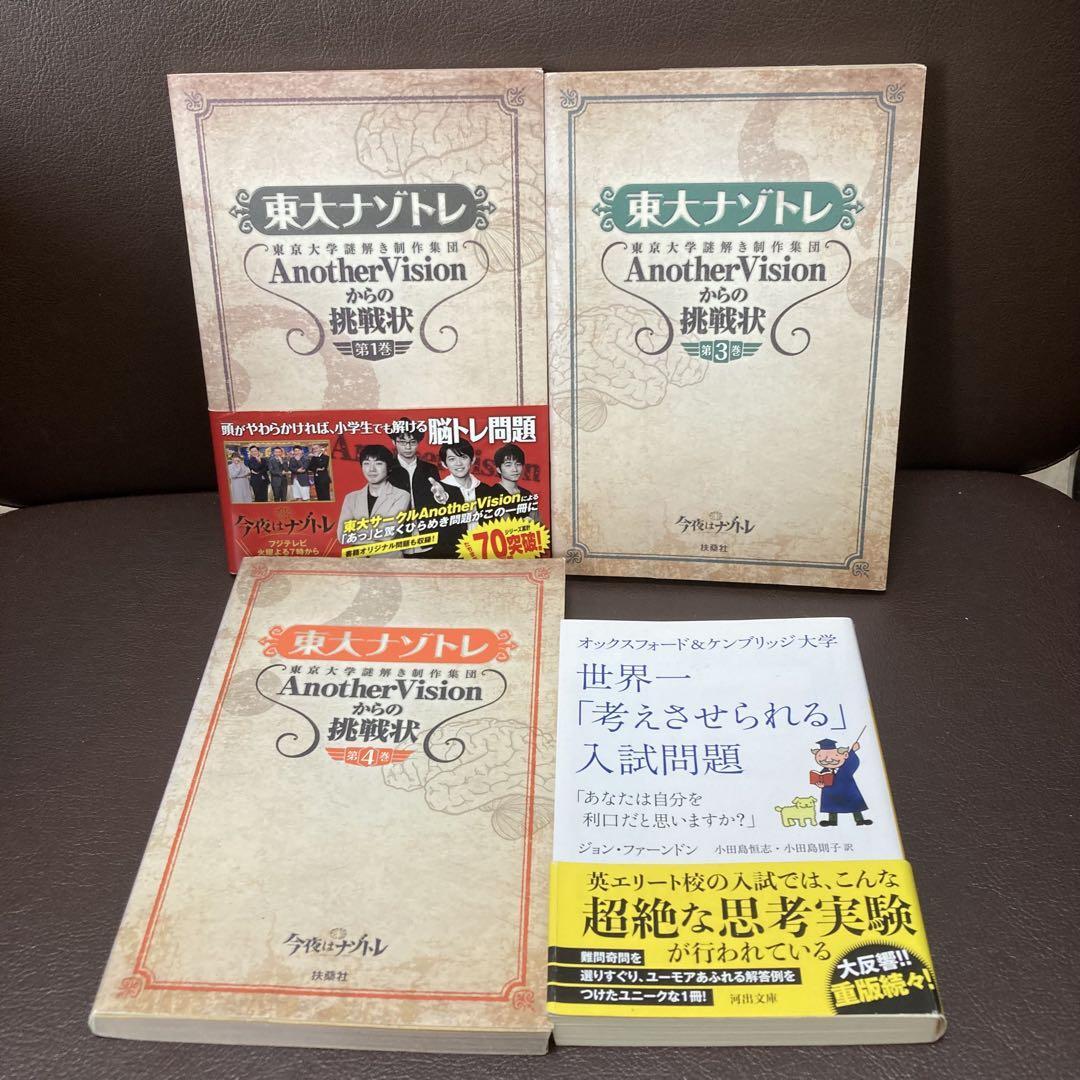 東大ナゾトレ
東京大学謎解き制作集団
AnotherVision
からの
挑戦状
第1巻
頭がやわらかければ、小学生でも解ける脳トレ問題
今夜はナゾトレ
フジテレビ
火曜よる7時から
東大サークルAnotherVisionによる
「あっ」と驚くひらめき問題がこの一冊に
書籍オリジナル問題も収録!
シリーズ累計
70
突破!
東大ナゾトレ
東京大学謎解き制作集団
AnotherVision
からの
挑戦状
第3巻
今夜はナゾトレ
扶桑社
東大ナゾトレ
東京大学謎解き制作集団
AnotherVision
からの
挑戦状
第4巻
今夜はナゾトレ
扶桑社
オックスフォード&ケンブリッジ大学
世界一
「考えさせられる」
入試問題
「あなたは自分を
利口だと思いますか?」
ジョン・ファーンドン 小田島恒志・小田島則子 訳
英エリート校の入試では、こんな
超絶な思考実験
が行われている
難問奇問を
選りすぐり、ユーモアあふれる解答例を
つけたユニークな1冊!
大反響!!
重版続々!
河出文庫